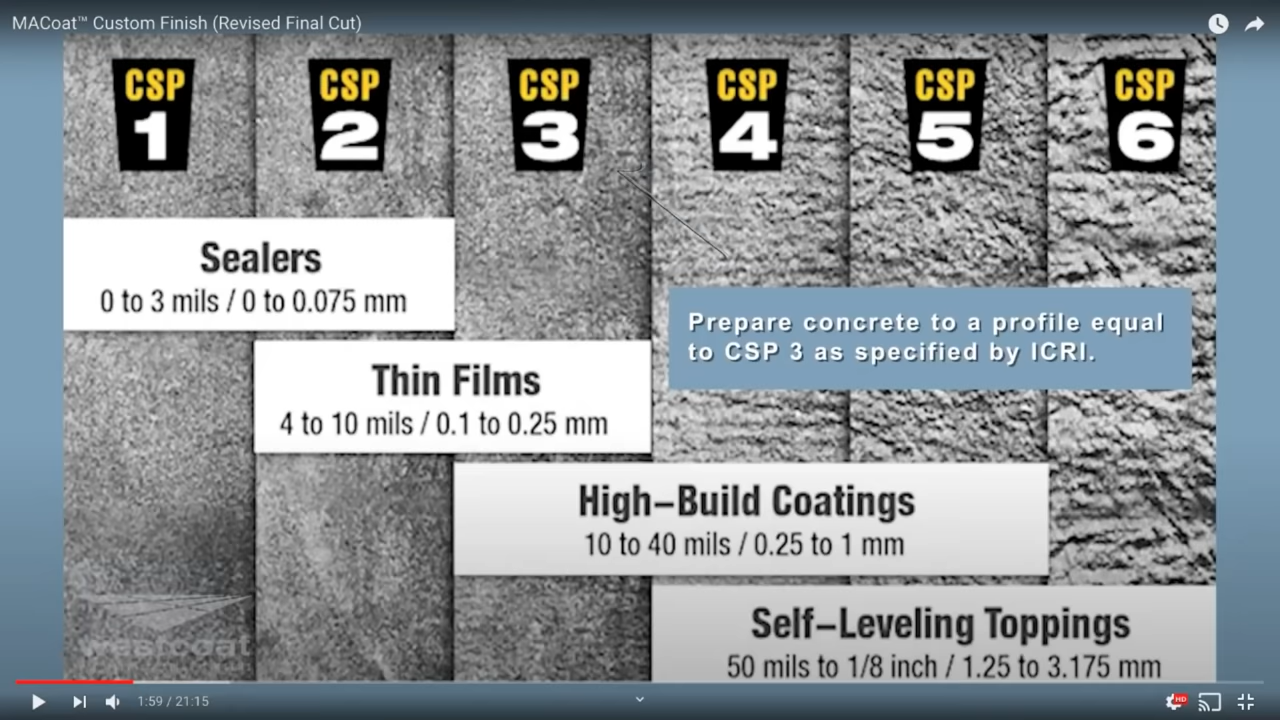 MACoat™ Custom Finish (Revised Final Cut)
CSP
1
CSP
2
CSP
3
CSP
4
CSP
5
CSP
6
Sealers
0 to 3 mils / 0 to 0.075 mm
Prepare concrete to a profile equal
to CSP 3 as specified by ICRI.
Thin Films
4 to 10 mils / 0.1 to 0.25 mm
High–Build Coatings
10 to 40 mils / 0.25 to 1 mm
Self–Leveling Toppings
50 mils to 1/8 inch / 1.25 to 3.175 mm
westcoat
1:59 / 21:15
HD